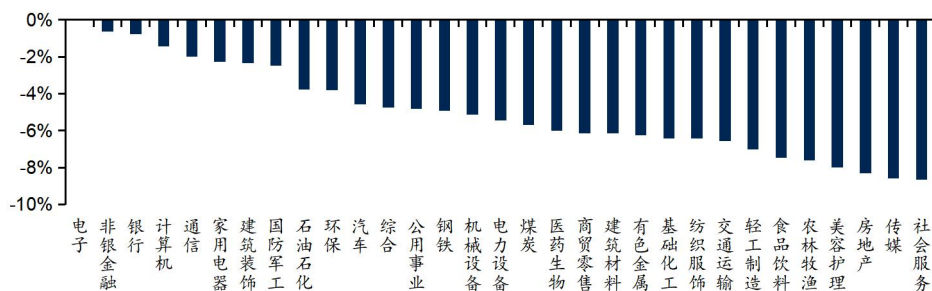 0%
-2%
-4%
-6%
-8%
-10%
电子
非银金融
银行
计算机
通信
家用电器
建筑装饰
国防军工
石油石化
环保
汽车
综合
公用事业
钢铁
机械设备
电力设备
煤炭
医药生物
商贸零售
建筑材料
有色金属
基础化工
纺织服饰
交通运输
轻工制造
食品饮料
农林牧渔
美容护理
房地产
传媒
社会服务